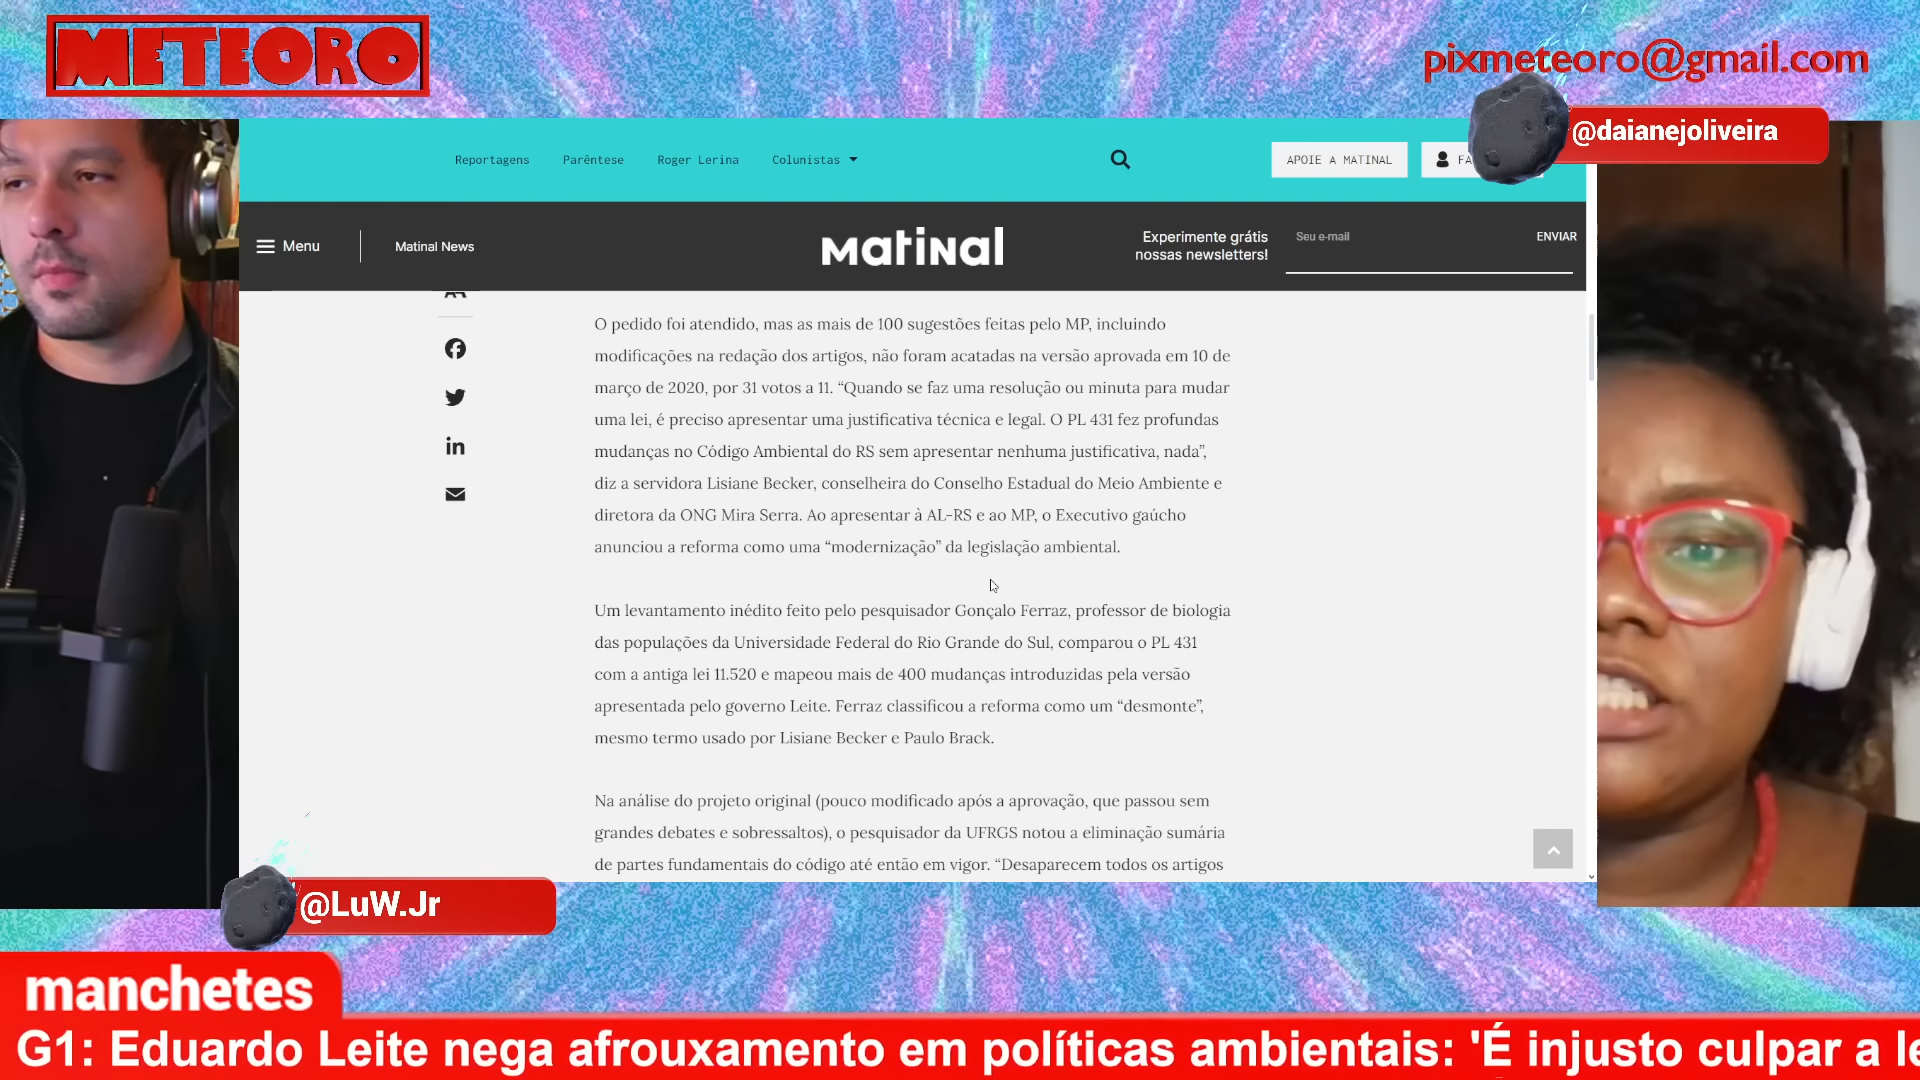 METEORO
pixmeteoro@gmail.com
@daianejoliveira
Reportagens Parêntese Roger Lerina Colunistas APOIE A MATINAL
Menu Matinal News Matinal Experimente grátis Seu e-mail ENVIAR
nossas newsletters!
O pedido foi atendido, mas as mais de 100 sugestões feitas pelo MP, incluindo
modificações na redação dos artigos, não foram acatadas na versão aprovada em 10 de
março de 2020, por 31 votos a 11. “Quando se faz uma resolução ou minuta para mudar
uma lei, é preciso apresentar uma justificativa técnica e legal. O PL 431 fez profundas
mudanças no Código Ambiental do RS sem apresentar nenhuma justificativa, nada”,
diz a servidora Lisiane Becker, conselheira do Conselho Estadual do Meio Ambiente e
diretora da ONG Mira Serra. Ao apresentar à AL-RS e ao MP, o Executivo gaúcho
anunciou a reforma como uma “modernização” da legislação ambiental.
Um levantamento inédito feito pelo pesquisador Gonçalo Ferraz, professor de biologia
das populações da Universidade Federal do Rio Grande do Sul, comparou o PL 431
com a antiga lei 11.520 e mapeou mais de 400 mudanças introduzidas pela versão
apresentada pelo governo Leite. Ferraz classificou a reforma como um “desmonte”,
mesmo termo usado por Lisiane Becker e Paulo Brack.
Na análise do projeto original (pouco modificado após a aprovação, que passou sem
grandes debates e sobressaltos), o pesquisador da UFRGS notou a eliminação sumária
de partes fundamentais do código até então em vigor. “Desaparecem todos os artigos
@LuW.Jr
manchetes
G1: Eduardo Leite nega afrouxamento em políticas ambientais: 'É injusto culpar a le